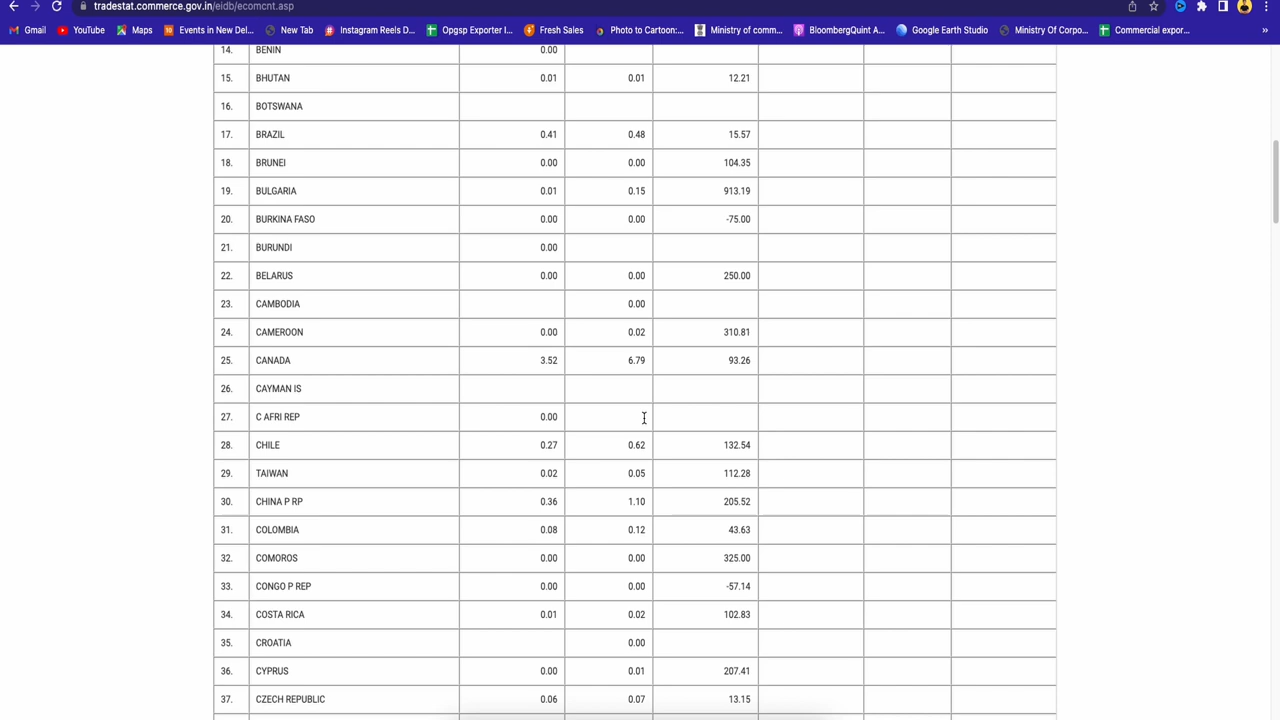 tradestat.commerce.gov.in/eidb/ecomcnt.asp
Gmail YouTube Maps Events in New Del... New Tab Instagram Reels D... Opgsp Exporter I... Fresh Sales Photo to Cartoon:... Ministry of comm... BloombergQuint A... Google Earth Studio Ministry Of Corpo... Commercial expor... »
14. BENIN 0.00
15. BHUTAN 0.01 0.01 12.21
16. BOTSWANA
17. BRAZIL 0.41 0.48 15.57
18. BRUNEI 0.00 0.00 104.35
19. BULGARIA 0.01 0.15 913.19
20. BURKINA FASO 0.00 0.00 -75.00
21. BURUNDI 0.00
22. BELARUS 0.00 0.00 250.00
23. CAMBODIA 0.00
24. CAMEROON 0.00 0.02 310.81
25. CANADA 3.52 6.79 93.26
26. CAYMAN IS
27. C AFRI REP 0.00
28. CHILE 0.27 0.62 132.54
29. TAIWAN 0.02 0.05 112.28
30. CHINA P RP 0.36 1.10 205.52
31. COLOMBIA 0.08 0.12 43.63
32. COMOROS 0.00 0.00 325.00
33. CONGO P REP 0.00 0.00 -57.14
34. COSTA RICA 0.01 0.02 102.83
35. CROATIA 0.00
36. CYPRUS 0.00 0.01 207.41
37. CZECH REPUBLIC 0.06 0.07 13.15